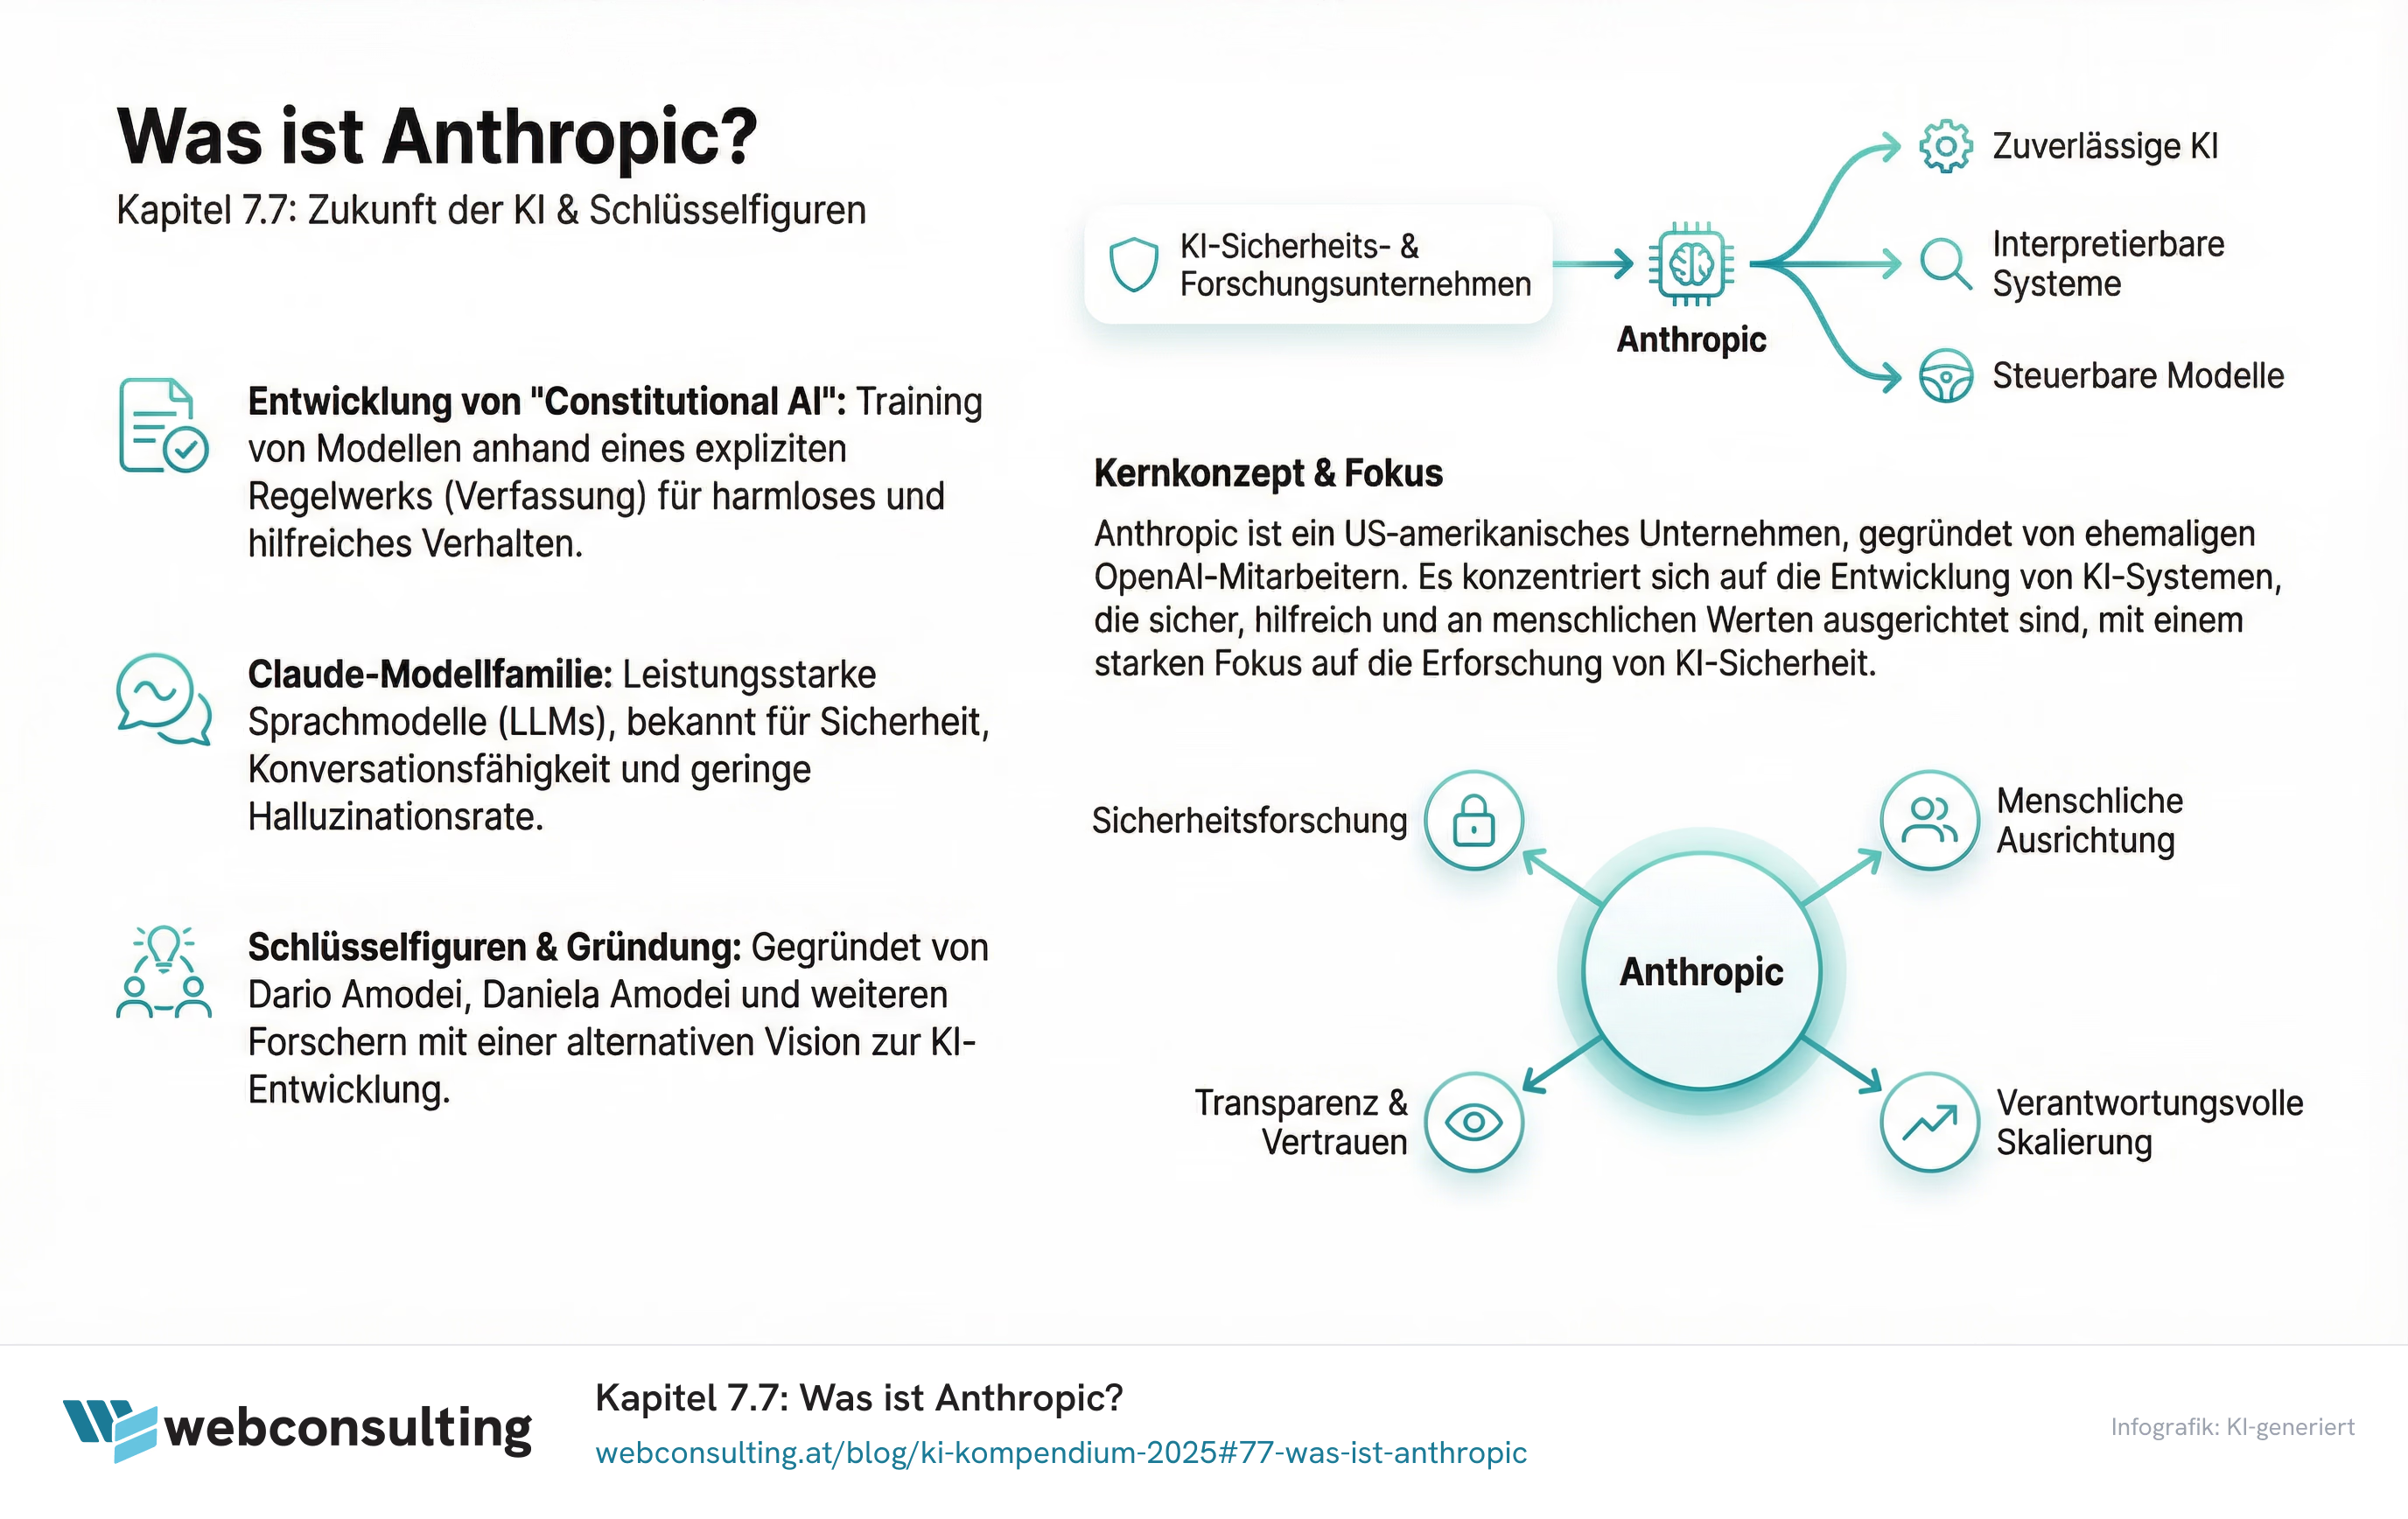 Was ist Anthropic?
Kapitel 7.7: Zukunft der KI & Schlüsselfiguren
Entwicklung von "Constitutional AI": Training
von Modellen anhand eines expliziten
Regelwerks (Verfassung) für harmloses und
hilfreiches Verhalten.
Claude-Modellfamilie: Leistungsstarke
Sprachmodelle (LLMs), bekannt für Sicherheit,
Konversationsfähigkeit und geringe
Halluzinationsrate.
Schlüsselfiguren & Gründung: Gegründet von
Dario Amodei, Daniela Amodei und weiteren
Forschern mit einer alternativen Vision zur KI-
Entwicklung.
KI-Sicherheits- &
Forschungsunternehmen
Anthropic
Zuverlässige KI
Interpretierbare
Systeme
Steuerbare Modelle
Kernkonzept & Fokus
Anthropic ist ein US-amerikanisches Unternehmen, gegründet von ehemaligen
OpenAI-Mitarbeitern. Es konzentriert sich auf die Entwicklung von KI-Systemen,
die sicher, hilfreich und an menschlichen Werten ausgerichtet sind, mit einem
starken Fokus auf die Erforschung von KI-Sicherheit.
Sicherheitsforschung
Menschliche
Ausrichtung
Anthropic
Transparenz &
Vertrauen
Verantwortungsvolle
Skalierung
webconsulting
Kapitel 7.7: Was ist Anthropic?
webconsulting.at/blog/ki-kompendium-2025#77-was-ist-anthropic
Infografik: KI-generiert